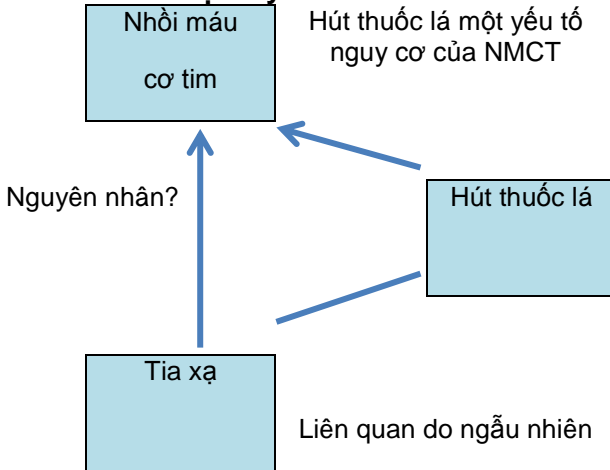 Nhồi máu
cơ tim
Hút thuốc lá một yếu tố
nguy cơ của NMCT
Nguyên nhân?
Hút thuốc lá
Tia xạ
Liên quan do ngẫu nhiên